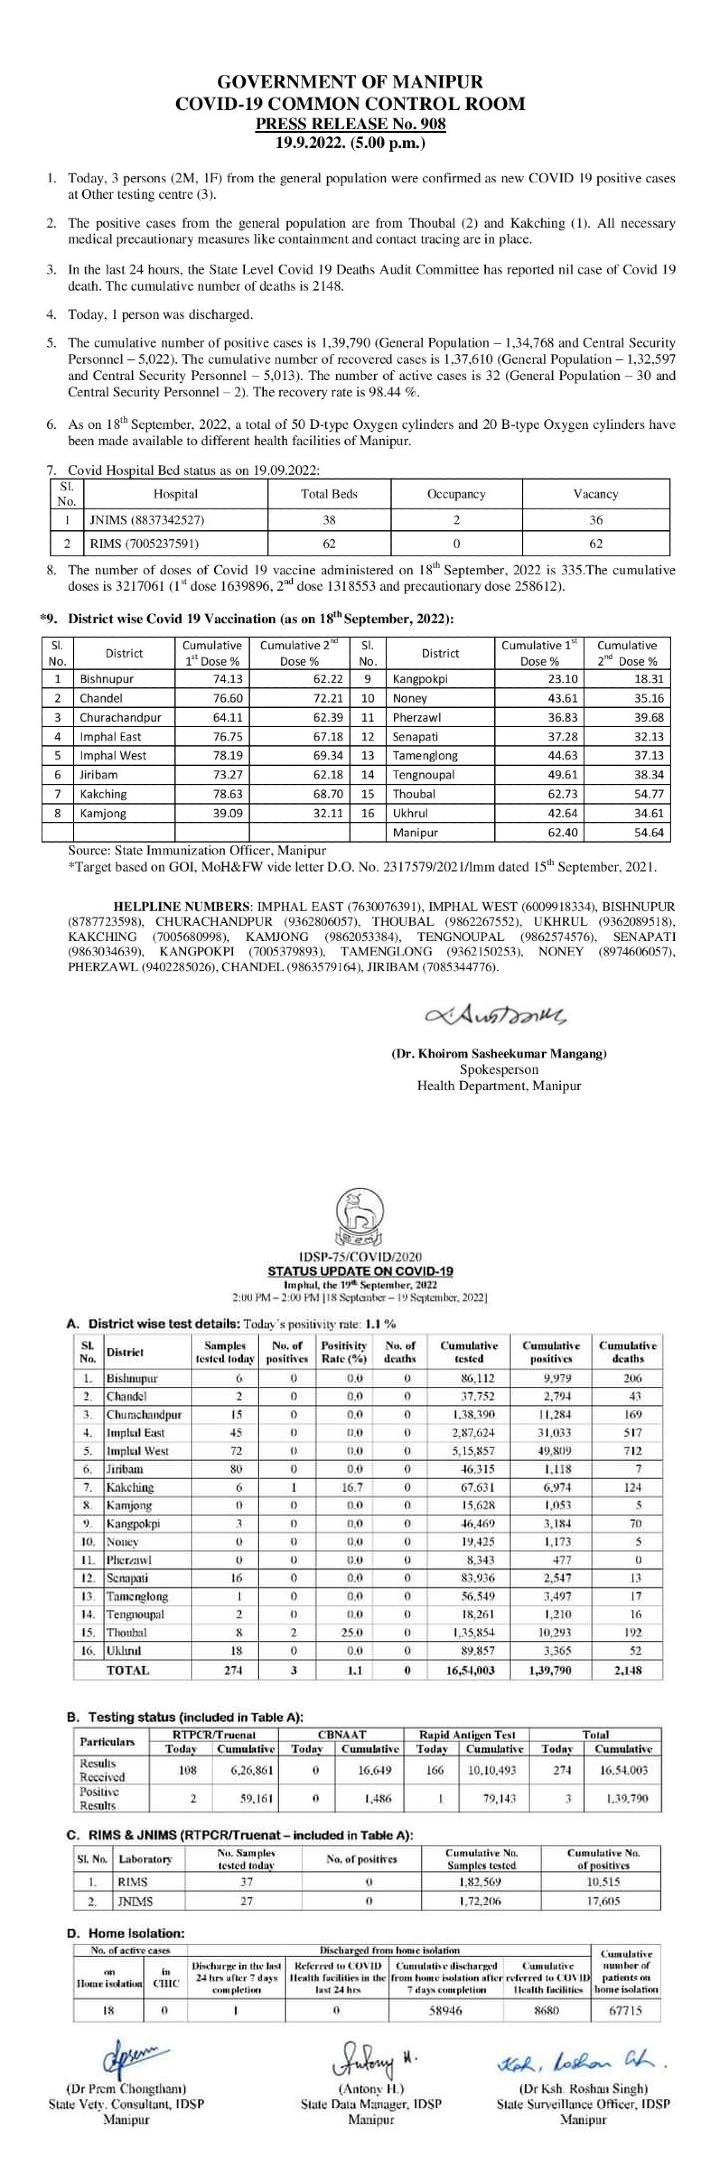 GOVERNMENT OF MANIPUR
COVID-19 COMMON CONTROL ROOM
PRESS RELEASE No. 908
19.9.2022. (5.00 p.m.)
1. Today, 3 persons (2M, 1F) from the general population were confirmed as new COVID 19 positive cases
at Other testing centre (3).
2. The positive cases from the general population are from Thoubal (2) and Kakching (1). All necessary
medical precautionary measures like containment and contact tracing are in place.
3. In the last 24 hours, the State Level Covid 19 Deaths Audit Committee has reported nil case of Covid 19
death. The cumulative number of deaths is 2148.
4. Today, 1 person was discharged.
5. The cumulative number of positive cases is 1,39,790 (General Population – 1,34,768 and Central Security
Personnel – 5,022). The cumulative number of recovered cases is 1,37,610 (General Population – 1,32,597
and Central Security Personnel – 5,013). The number of active cases is 32 (General Population – 30 and
Central Security Personnel – 2). The recovery rate is 98.44 %.
6. As on 18th September, 2022, a total of 50 D-type Oxygen cylinders and 20 B-type Oxygen cylinders have
been made available to different health facilities of Manipur.
7. Covid Hospital Bed status as on 19.09.2022:
Sl. No. Hospital Total Beds Occupancy Vacancy
1 JNIMS (8837342527) 38 2 36
2 RIMS (7005237591) 62 0 62
8. The number of doses of Covid 19 vaccine administered on 18th September, 2022 is 335.The cumulative
doses is 3217061 (1st dose 1639896, 2nd dose 1318553 and precautionary dose 258612).
*9. District wise Covid 19 Vaccination (as on 18th September, 2022):
Sl. No. District Cumulative 1st Dose % Cumulative 2nd Dose % Sl. No. District Cumulative 1st Dose % Cumulative 2nd Dose %
1 Bishnupur 74.13 62.22 9 Kangpokpi 23.10 18.31
2 Chandel 76.60 72.21 10 Noney 43.61 35.16
3 Churachandpur 64.11 62.39 11 Pherzawl 36.83 39.68
4 Imphal East 76.75 67.18 12 Senapati 37.28 32.13
5 Imphal West 78.19 69.34 13 Tamenglong 44.63 37.13
6 Jiribam 73.27 62.18 14 Tengnoupal 49.61 38.34
7 Kakching 78.63 68.70 15 Thoubal 62.73 54.77
8 Kamjong 39.09 32.11 16 Ukhrul 42.64 34.61
Manipur 62.40 54.64
Source: State Immunization Officer, Manipur
*Target based on GOI, MoH&FW vide letter D.O. No. 2317579/2021/Imm dated 15th September, 2021.
HELPLINE NUMBERS: IMPHAL EAST (7630076391), IMPHAL WEST (6009918334), BISHNUPUR
(8787723598), CHURACHANDPUR (9362806057), THOUBAL (9862267552), UKHRUL (9362089518),
KAKCHING (7005680998), KAMJONG (9862053384), TENGNOUPAL (9862574576), SENAPATI
(9863034639), KANGPOKPI (7005379893), TAMENGLONG (9362150253), NONEY (8974606057),
PHERZAWL (9402285026), CHANDEL (9863579164), JIRIBAM (7085344776).
(Dr. Khoirom Sasheekumar Mangang)
Spokesperson
Health Department, Manipur
IDSP-75/COVID/2020
STATUS UPDATE ON COVID-19
Imphal, the 19th September, 2022
2:00 PM – 2:00 PM [18 September – 19 September, 2022]
A. District wise test details: Today's positivity rate: 1.1 %
Sl. No. District Samples tested today No. of positives Positivity Rate (%) No. of deaths Cumulative tested Cumulative positives Cumulative deaths
1. Bishnupur 6 0 0.0 0 86,112 9,979 206
2. Chandel 2 0 0.0 0 37,752 2,794 43
3. Churachandpur 15 0 0.0 0 1,38,390 11,284 169
4. Imphal East 45 0 0.0 0 2,87,624 31,033 517
5. Imphal West 72 0 0.0 0 5,15,857 49,809 712
6. Jiribam 80 0 0.0 0 46,315 1,118 7
7. Kakching 6 1 16.7 0 67,631 6,974 124
8. Kamjong 0 0 0.0 0 15,628 1,053 5
9. Kangpokpi 3 0 0.0 0 46,469 3,184 70
10. Noney 0 0 0.0 0 19,425 1,173 5
11. Pherzawl 0 0 0.0 0 8,343 477 0
12. Senapati 16 0 0.0 0 83,936 2,547 13
13. Tamenglong 1 0 0.0 0 56,549 3,497 17
14. Tengnoupal 2 0 0.0 0 18,261 1,210 16
15. Thoubal 8 2 25.0 0 1,35,854 10,293 192
16. Ukhrul 18 0 0.0 0 89,857 3,365 52
TOTAL 274 3 1.1 0 16,54,003 1,39,790 2,148
B. Testing status (included in Table A):
Particulars RTPCR/Truenat CBNAAT Rapid Antigen Test Total
Today Cumulative Today Cumulative Today Cumulative Today Cumulative
Results Received 108 6,26,861 0 16,649 166 10,10,493 274 16,54,003
Positive Results 2 59,161 0 1,486 1 79,143 3 1,39,790
C. RIMS & JNIMS (RTPCR/Truenat – included in Table A):
Sl. No. Laboratory No. Samples tested today No. of positives Cumulative No. Samples tested Cumulative No. of positives
1. RIMS 37 0 1,82,569 10,515
2. JNIMS 27 0 1,72,206 17,605
D. Home Isolation:
No. of active cases Discharged from home isolation Cumulative number of patients on home isolation
on Home isolation in CHIC Discharge in the last 24 hrs after 7 days completion Referred to COVID Health facilities in the last 24 hrs Cumulative discharged from home isolation after 7 days completion Cumulative referred to COVID Health facilities
18 0 1 0 58946 8680 67715
Antony H.
(Dr Prem Chongtham) (Antony H.) (Dr Ksh. Roshan Singh)
State Vety. Consultant, IDSP State Data Manager, IDSP State Surveillance Officer, IDSP
Manipur Manipur Manipur